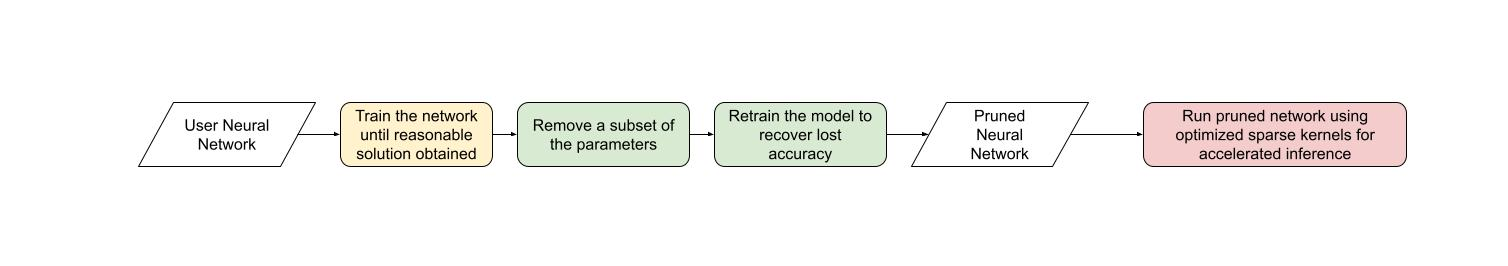 User Neural
Network
Train the network
until reasonable
solution obtained
Remove a subset of
the parameters
Retrain the model to
recover lost
accuracy
Pruned
Neural
Network
Run pruned network using
optimized sparse kernels for
accelerated inference